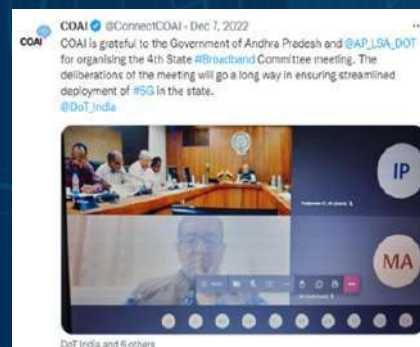 COAI @ConnectCOAI · Dec 7, 2022
COAI
COAI is grateful to the Government of Andhra Pradesh and @AP_LSA_DOT
for organising the 4th State #Broadband Committee meeting. The
deliberations of the meeting will go a long way in ensuring streamlined
deployment of #5G in the state.
@DoT_India
IP
MA
DoT India and 6 others